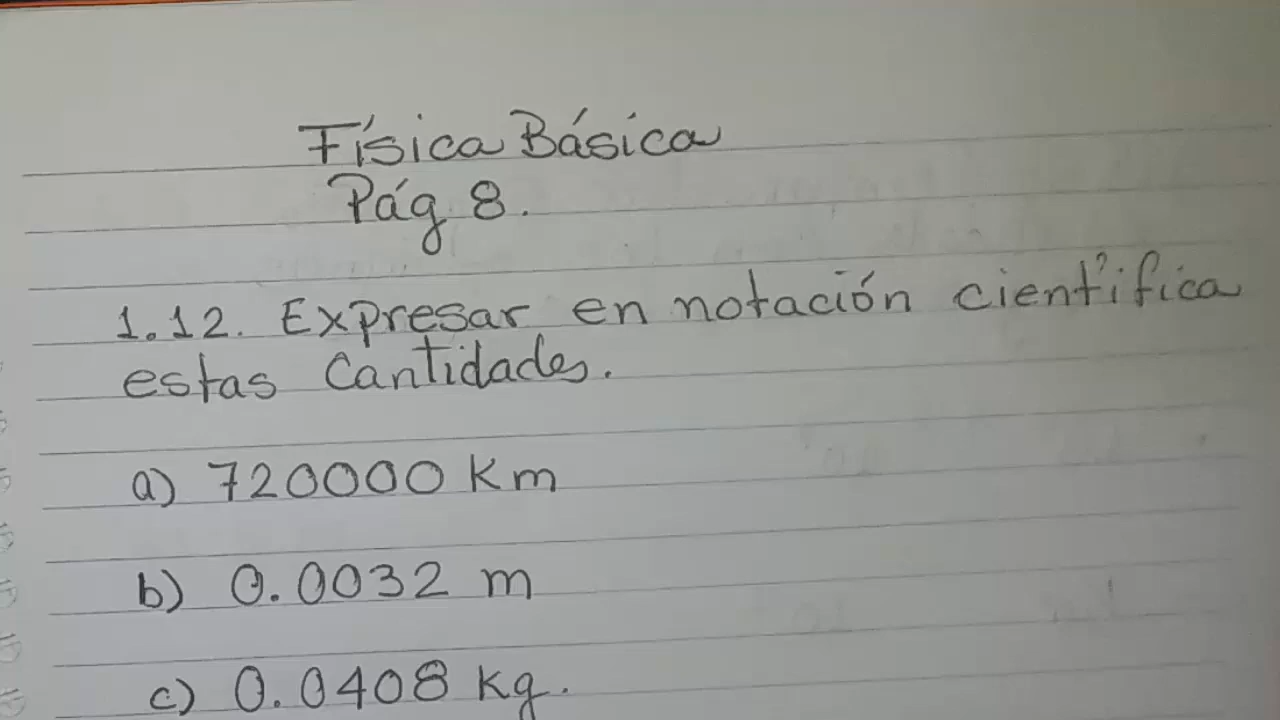 Física Básica
Pág 8.
1.12. Expresar en notación científica
estas Cantidades.
a) 720000 Km
b) 0.0032 m
c) 0.0408 kg.